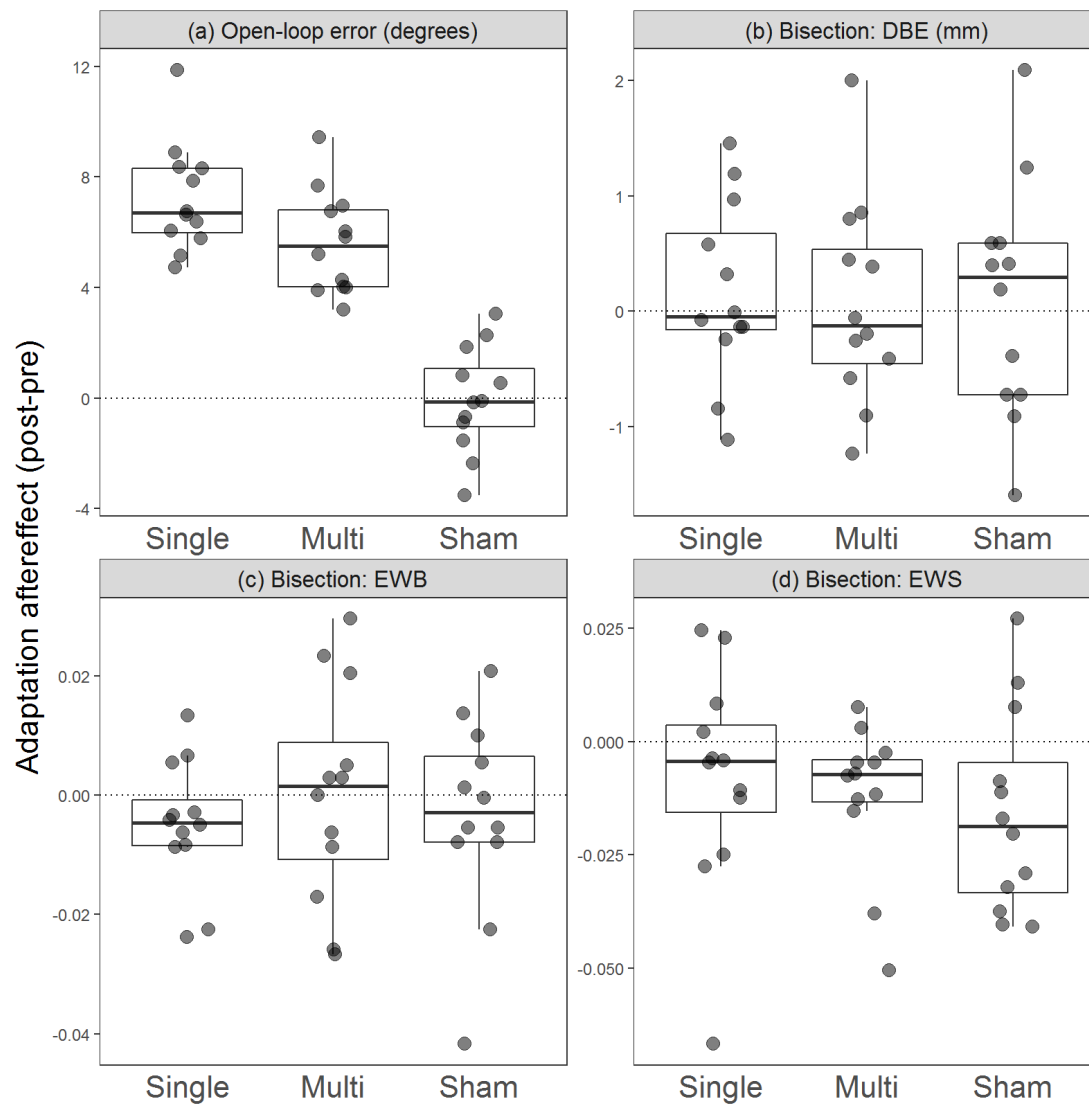 Adaptation aftereffect (post-pre)
(a) Open-loop error (degrees)
12
8
4
0
-4
Single Multi Sham
(b) Bisection: DBE (mm)
2
1
0
-1
Single Multi Sham
(c) Bisection: EWB
0.02
0.00
-0.02
-0.04
Single Multi Sham
(d) Bisection: EWS
0.025
0.000
-0.025
-0.050
Single Multi Sham